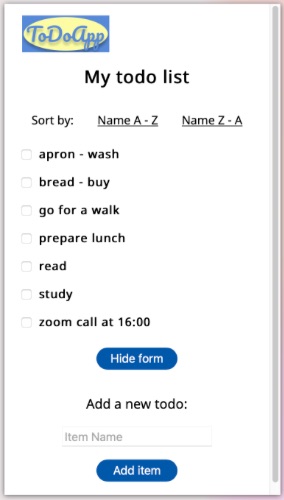 ToDoApp
My todo list
Sort by: Name A - Z Name Z - A
apron - wash
bread - buy
go for a walk
prepare lunch
read
study
zoom call at 16:00
Hide form
Add a new todo:
Item Name
Add item